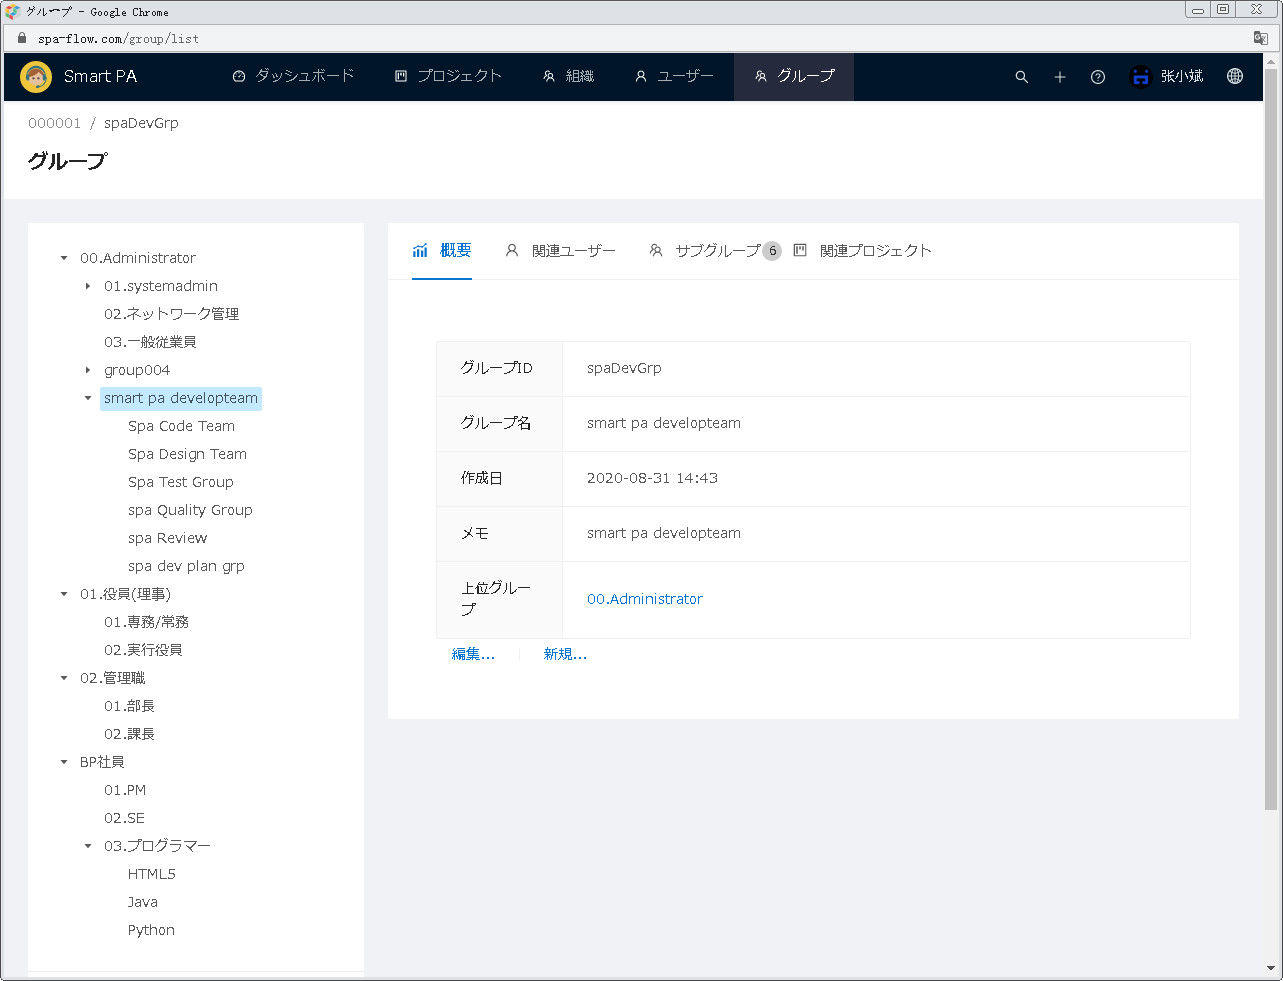 グループ - Google Chrome
spa-flow.com/group/list
Smart PA ダッシュボード プロジェクト 組織 ユーザー グループ 张小斌
000001 / spaDevGrp
グループ
00.Administrator
01.systemadmin
02.ネットワーク管理
03.一般従業員
group004
smart pa developteam
Spa Code Team
Spa Design Team
Spa Test Group
spa Quality Group
spa Review
spa dev plan grp
01.役員(理事)
01.専務/常務
02.実行役員
02.管理職
01.部長
02.課長
BP社員
01.PM
02.SE
03.プログラマー
HTML5
Java
Python
概要 関連ユーザー サブグループ 6 関連プロジェクト
グループID spaDevGrp
グループ名 smart pa developteam
作成日 2020-08-31 14:43
メモ smart pa developteam
上位グルー
プ
00.Administrator
編集... 新規...